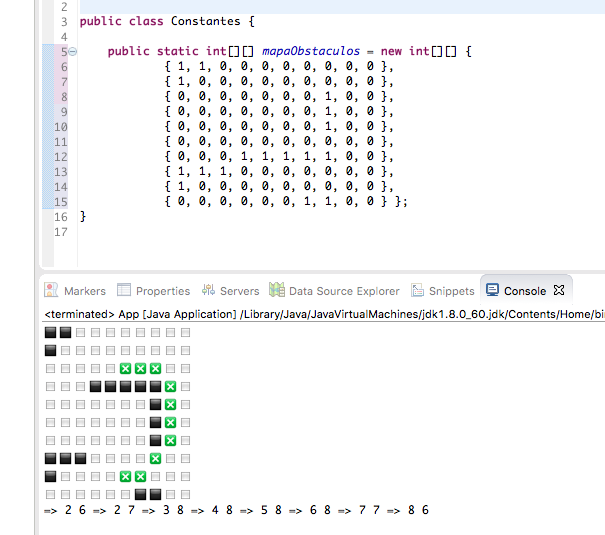 2
3 public class Constantes {
4
5 public static int[][] mapaObstaculos = new int[][] {
6 { 1, 1, 0, 0, 0, 0, 0, 0, 0, 0 },
7 { 1, 0, 0, 0, 0, 0, 0, 0, 0, 0 },
8 { 0, 0, 0, 0, 0, 0, 0, 1, 0, 0 },
9 { 0, 0, 0, 0, 0, 0, 0, 1, 0, 0 },
10 { 0, 0, 0, 0, 0, 0, 0, 1, 0, 0 },
11 { 0, 0, 0, 0, 0, 0, 0, 0, 0, 0 },
12 { 0, 0, 0, 1, 1, 1, 1, 1, 0, 0 },
13 { 1, 1, 1, 0, 0, 0, 0, 0, 0, 0 },
14 { 1, 0, 0, 0, 0, 0, 0, 0, 0, 0 },
15 { 0, 0, 0, 0, 0, 0, 1, 1, 0, 0 } };
16 }
17
Markers Properties Servers Data Source Explorer Snippets Console
<terminated> App [Java Application] /Library/Java/JavaVirtualMachines/jdk1.8.0_60.jdk/Contents/Home/bi
=> 2 6 => 2 7 => 3 8 => 4 8 => 5 8 => 6 8 => 7 7 => 8 6